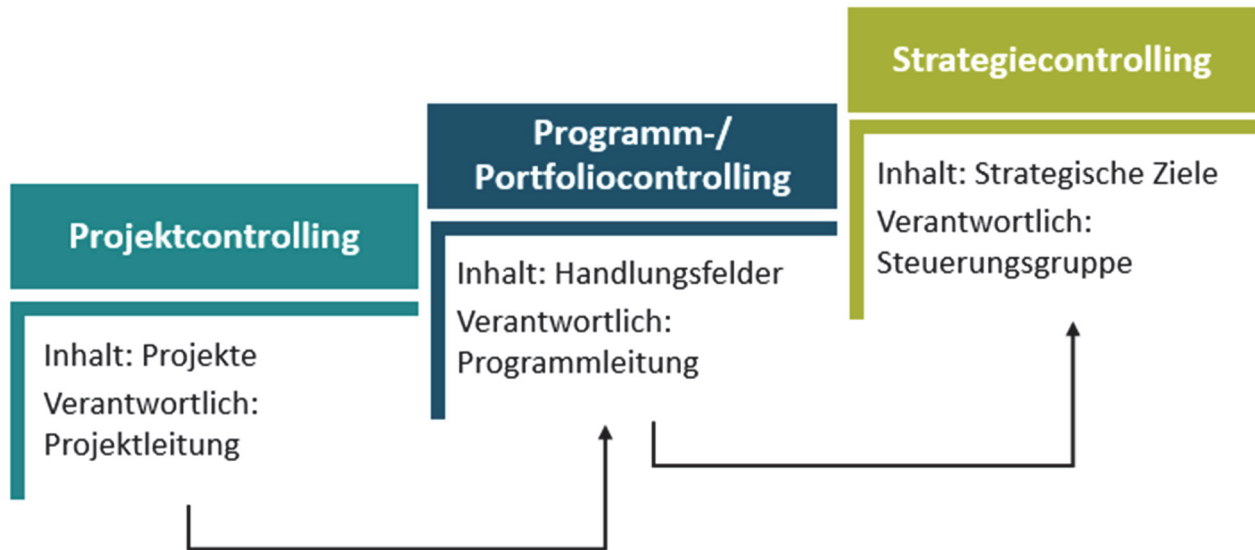 Projektcontrolling
Inhalt: Projekte
Verantwortlich:
Projektleitung
Programm-/
Portfoliocontrolling
Inhalt: Handlungsfelder
Verantwortlich:
Programmleitung
Strategiecontrolling
Inhalt: Strategische Ziele
Verantwortlich:
Steuerungsgruppe